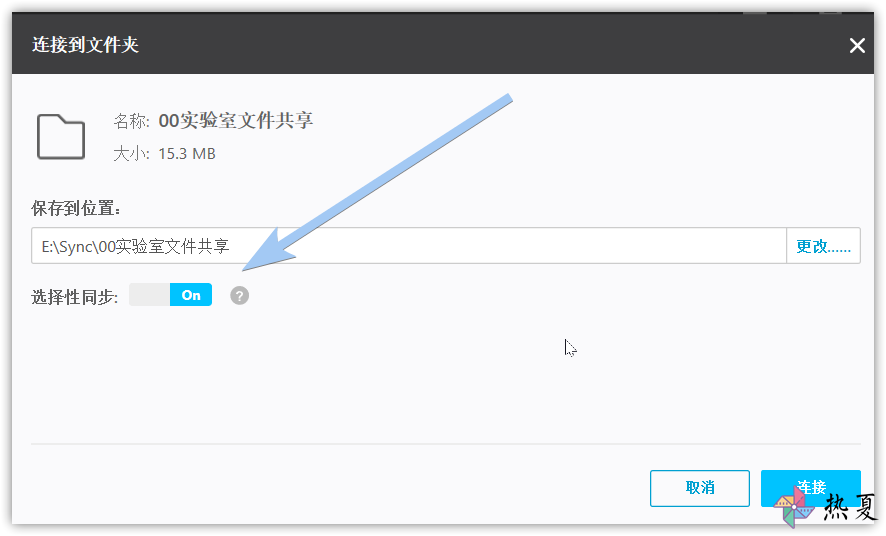 连接到文件夹
名称: 00实验室文件共享
大小: 15.3 MB
保存到位置:
E:\Sync\00实验室文件共享 更改......
选择性同步: On ?
取消 连接
热夏